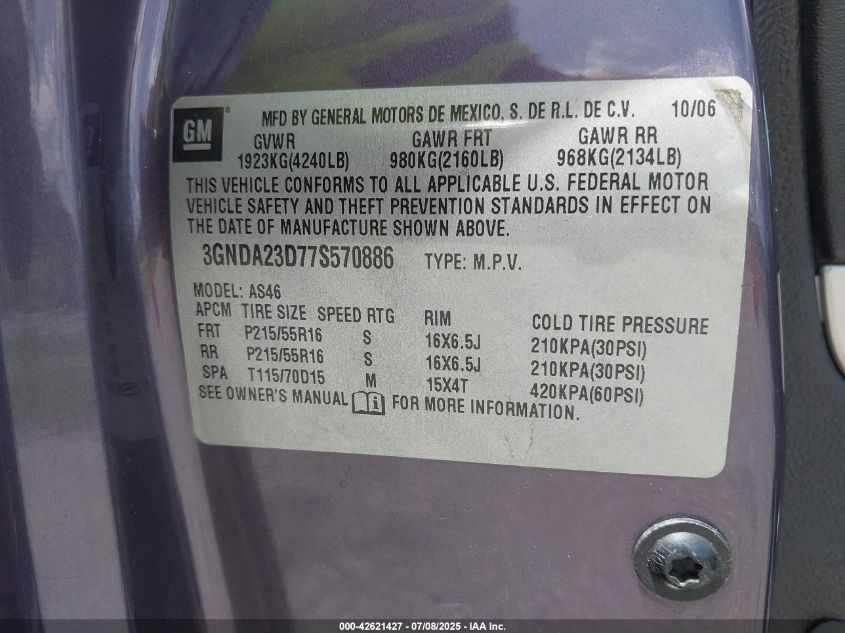 GM® MFD BY GENERAL MOTORS DE MEXICO, S. DE R.L. DE C.V. 10/06
GVWR GAWR FRT GAWR RR
1923KG(4240LB) 980KG(2160LB) 968KG(2134LB)
THIS VEHICLE CONFORMS TO ALL APPLICABLE U.S. FEDERAL MOTOR
VEHICLE SAFETY AND THEFT PREVENTION STANDARDS IN EFFECT ON
THE DATE OF MANUFACTURE SHOWN ABOVE.
3GNDA23D77S570886 TYPE: M.P.V.
MODEL: AS46
APCM TIRE SIZE SPEED RTG RIM COLD TIRE PRESSURE
FRT P215/55R16 S 16X6.5J 210KPA(30PSI)
RR P215/55R16 S 16X6.5J 210KPA(30PSI)
SPA T115/70D15 M 15X4T 420KPA(60PSI)
SEE OWNER'S MANUAL i FOR MORE INFORMATION.
000-42621427 - 07/08/2025 - IAA Inc.